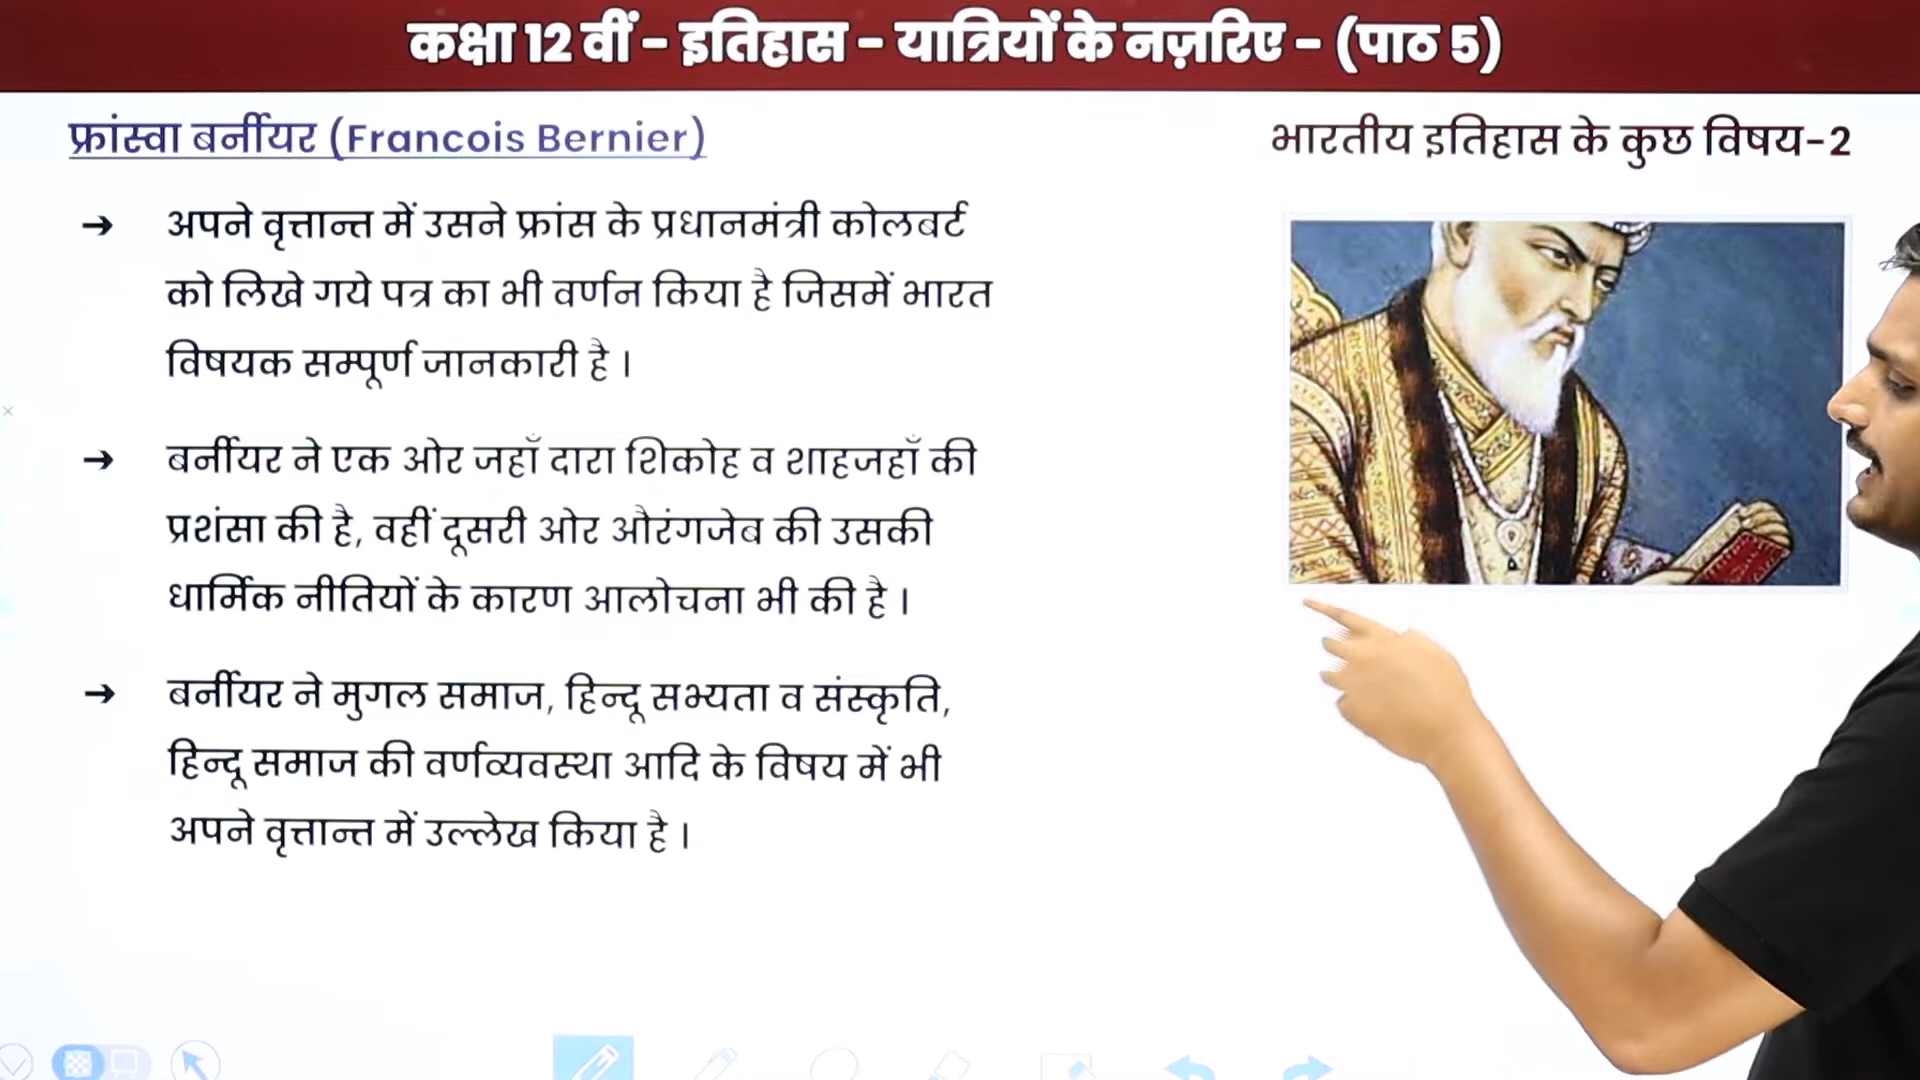 कक्षा 12 वीं - इतिहास - यात्रियों के नज़रिए - (पाठ 5)
फ्रांस्वा बर्नीयर (Francois Bernier)
भारतीय इतिहास के कुछ विषय-2
→ अपने वृत्तान्त में उसने फ्रांस के प्रधानमंत्री कोलबर्ट
को लिखे गये पत्र का भी वर्णन किया है जिसमें भारत
विषयक सम्पूर्ण जानकारी है ।
→ बर्नीयर ने एक ओर जहाँ दारा शिकोह व शाहजहाँ की
प्रशंसा की है, वहीं दूसरी ओर औरंगजेब की उसकी
धार्मिक नीतियों के कारण आलोचना भी की है ।
→ बर्नीयर ने मुगल समाज, हिन्दू सभ्यता व संस्कृति,
हिन्दू समाज की वर्णव्यवस्था आदि के विषय में भी
अपने वृत्तान्त में उल्लेख किया है ।